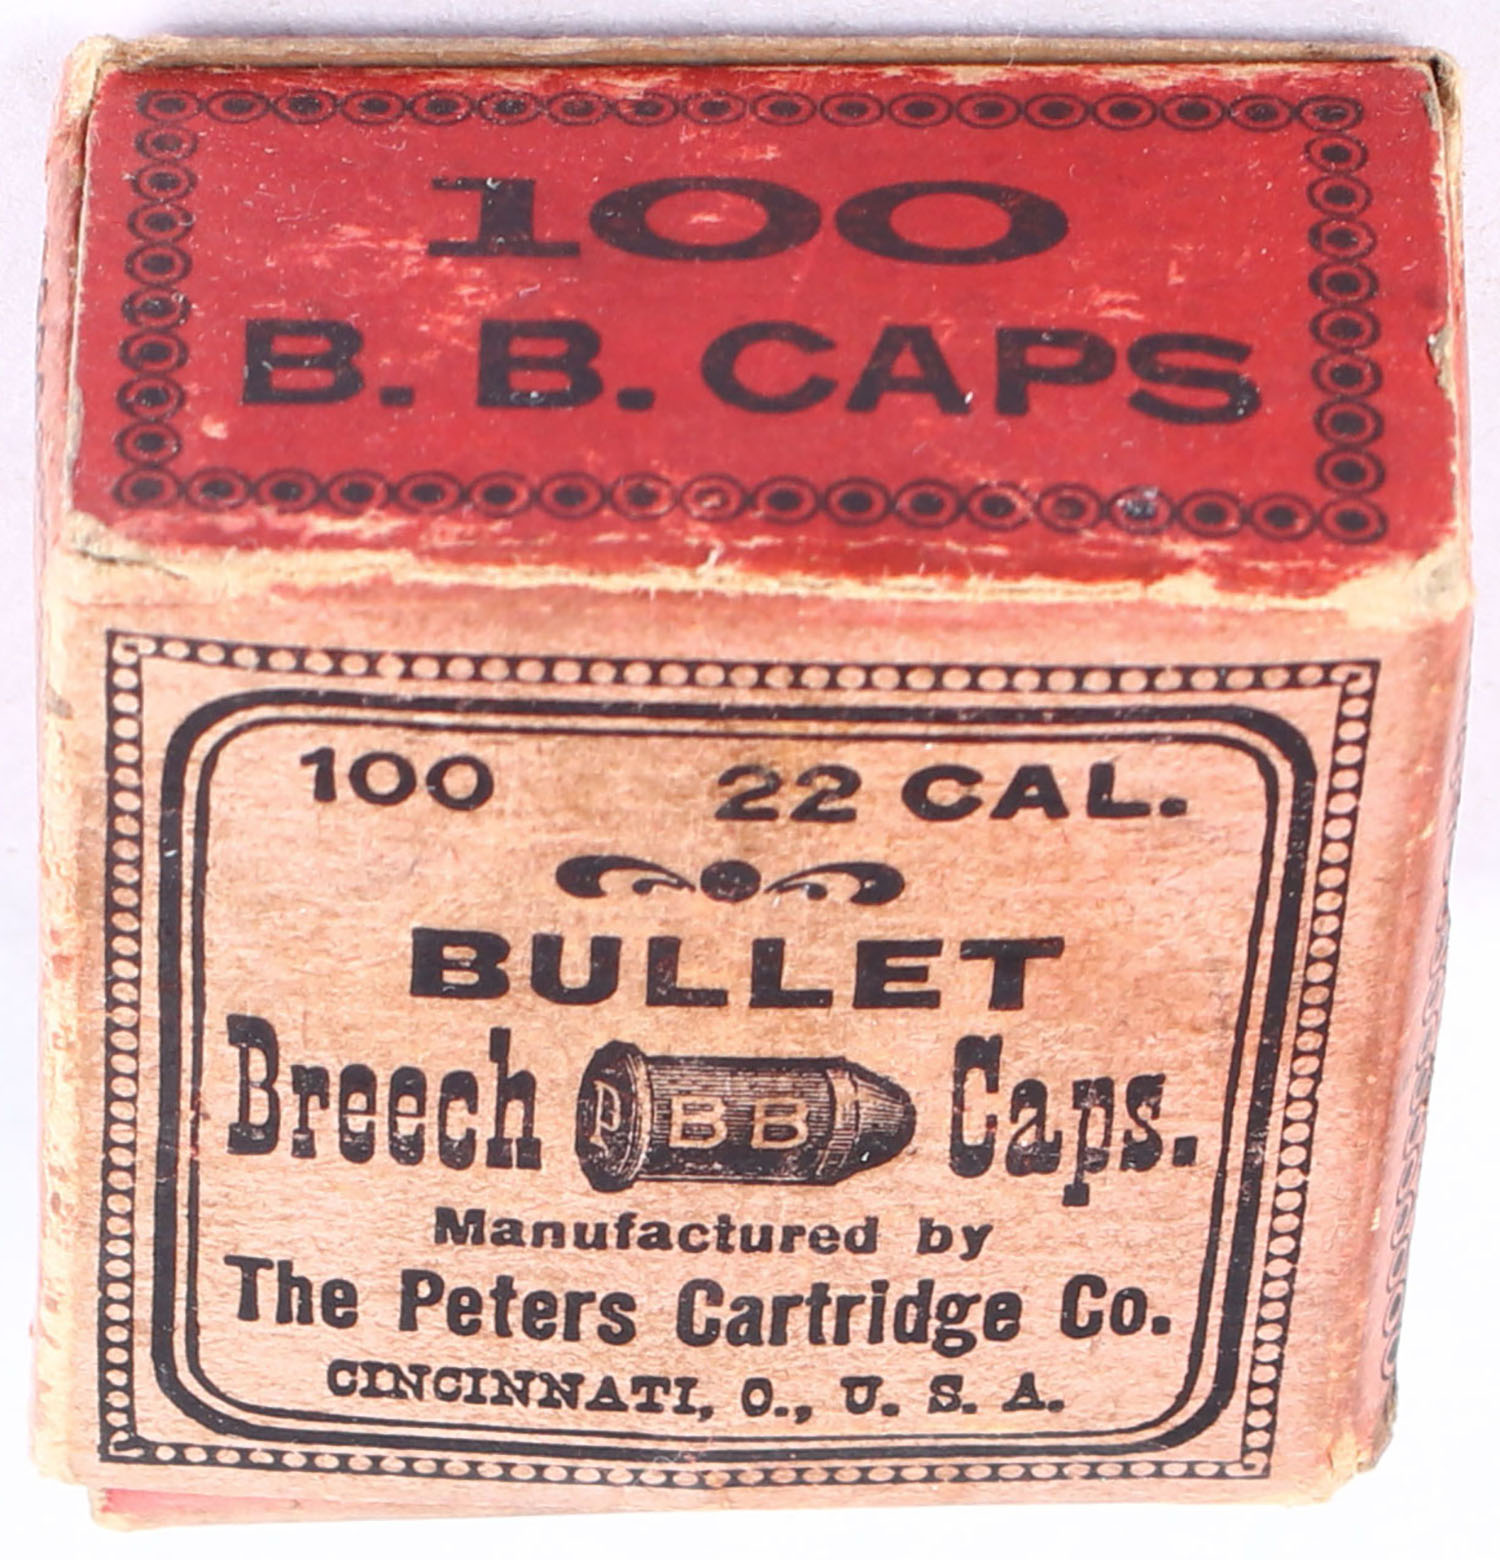 100
B. B. CAPS
100 22 CAL.
BULLET
Breech P BB Caps.
Manufactured by
The Peters Cartridge Co.
CINCINNATI, O., U. S. A.